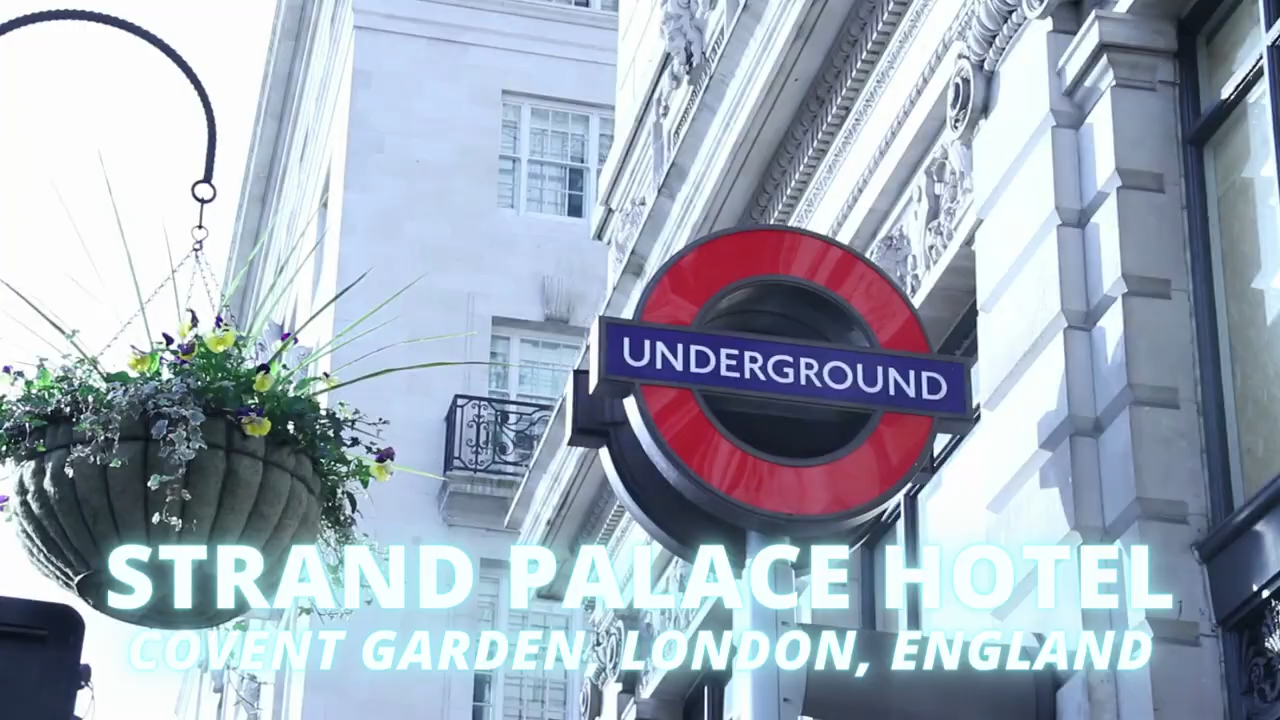 UNDERGROUND
STRAND PALACE HOTEL
COVENT GARDEN, LONDON, ENGLAND